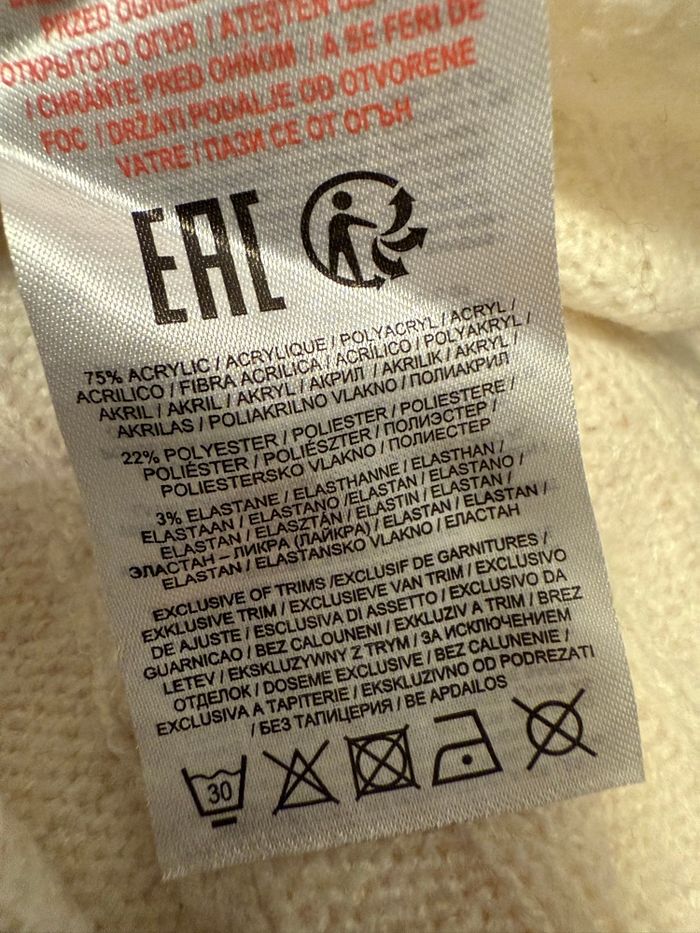 PRZED OGNIEM
ОТКРЫТОГО ОГНЯ / ATEŞTEN
/ CHRÁŇTE PRED OHŇOM / A SE FERI DE
FOC / DRŽATI PODALJE OD OTVORENE
VATRE / ПАЗИ СЕ ОТ ОГЪН
EAC
75% ACRYLIC / ACRYLIQUE / POLYACRYL / ACRYL /
ACRILICO / FIBRA ACRILICA / ACRILICO / POLYAKRYL /
AKRIL / AKRIL / AKRYL / АКРИЛ / AKRILIK / AKRYL /
AKRILAS / POLIAKRILNO VLAKNO / ПОЛИАКРИЛ
22% POLYESTER / POLIESTER / POLIESTERE /
POLIÉSTER / POLIÉSZTER / ПОЛИЭСТЕР /
POLIESTERSKO VLAKNO / ПОЛИЕСТЕР
3% ELASTANE / ELASTHANNE / ELASTHAN /
ELASTAAN / ELASTANO /ELASTAN / ELASTANO /
ELASTAN / ELASZTÁN / ELASTIN / ELASTAN /
ЭЛАСТАН – ЛИКРА (ЛАЙКРА) / ELASTAN / ELASTAN /
ELASTAN / ELASTANSKO VLAKNO / ЕЛАСТАН
EXCLUSIVE OF TRIMS /EXCLUSIF DE GARNITURES /
EXKLUSIVE TRIM / EXCLUSIEVE VAN TRIM / EXCLUSIVO
DE AJUSTE / ESCLUSIVA DI ASSETTO / EXCLUSIVO DA
GUARNICAO / BEZ CALOUNENI / EXKLUZIV A TRIM / BREZ
LETEV / EKSKLUZYWNY Z TRYM / ЗА ИСКЛЮЧЕНИЕМ
ОТДЕЛОК / DOSEME EXCLUSIVE / BEZ CALUNENIE /
EXCLUSIVA A TAPITERIE / EKSKLUZIVNO OD PODREZATI
/ БЕЗ ТАПИЦЕРИЯ / BE APDAILOS
30